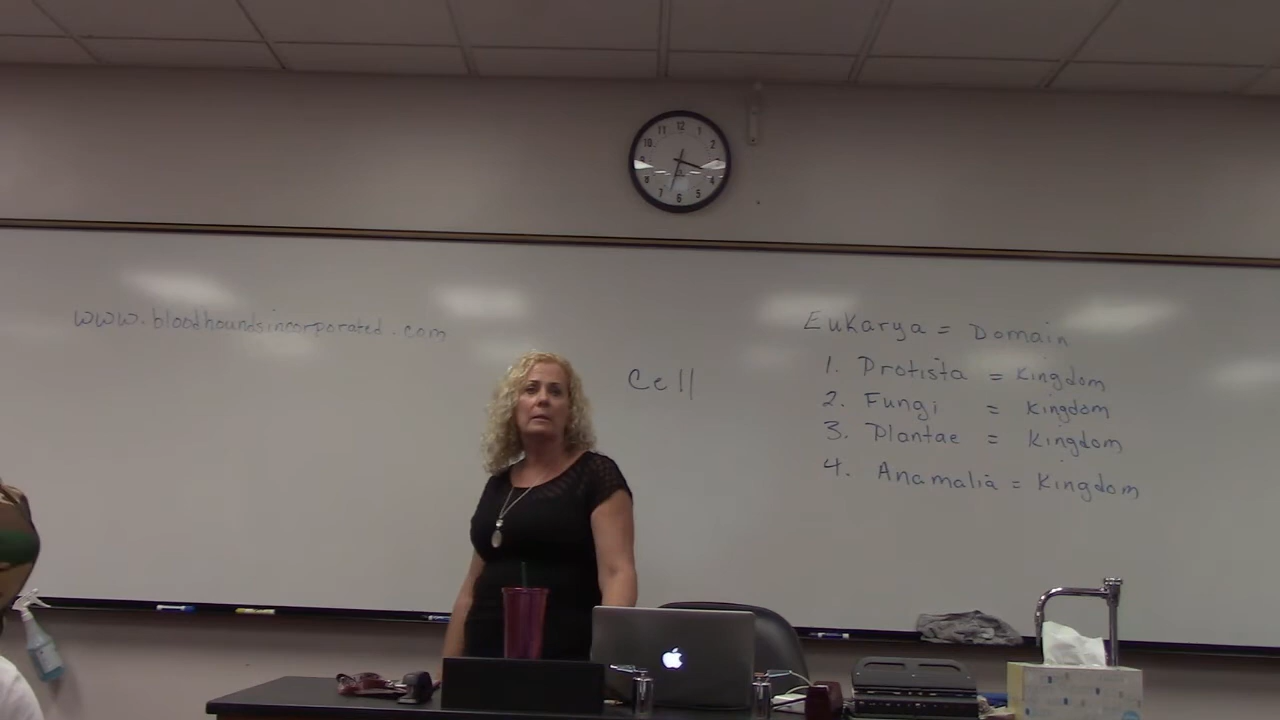 www.bloodhoundsincorporated.com
Cell
Eukarya = Domain
1. Protista = Kingdom
2. Fungi = Kingdom
3. Plantae = Kingdom
4. Anamalia = Kingdom